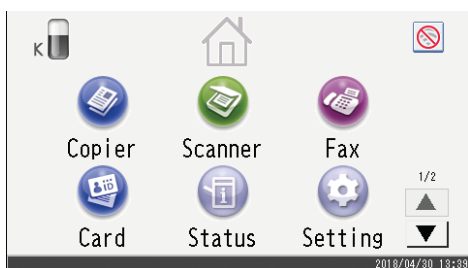 K
Copier Scanner Fax
1/2
Card Status Setting
2018/04/30 13:39